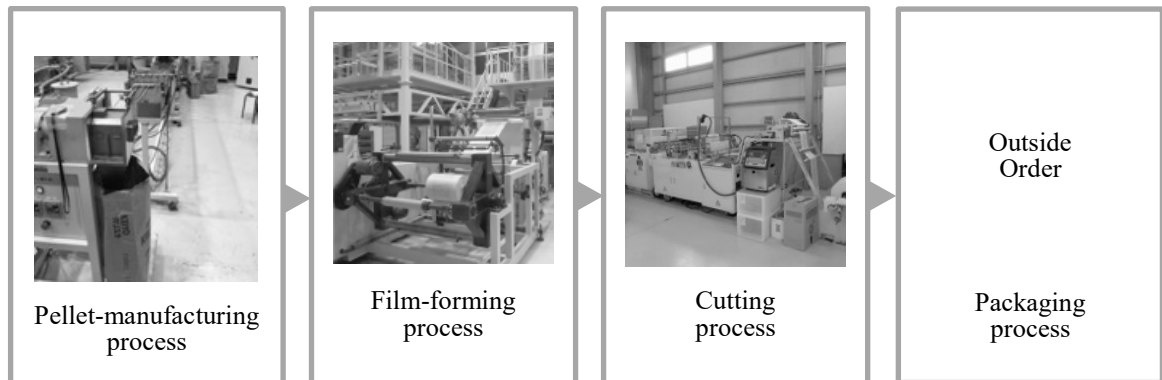 Pellet-manufacturing
process
Film-forming
process
Cutting
process
Outside
Order
Packaging
process